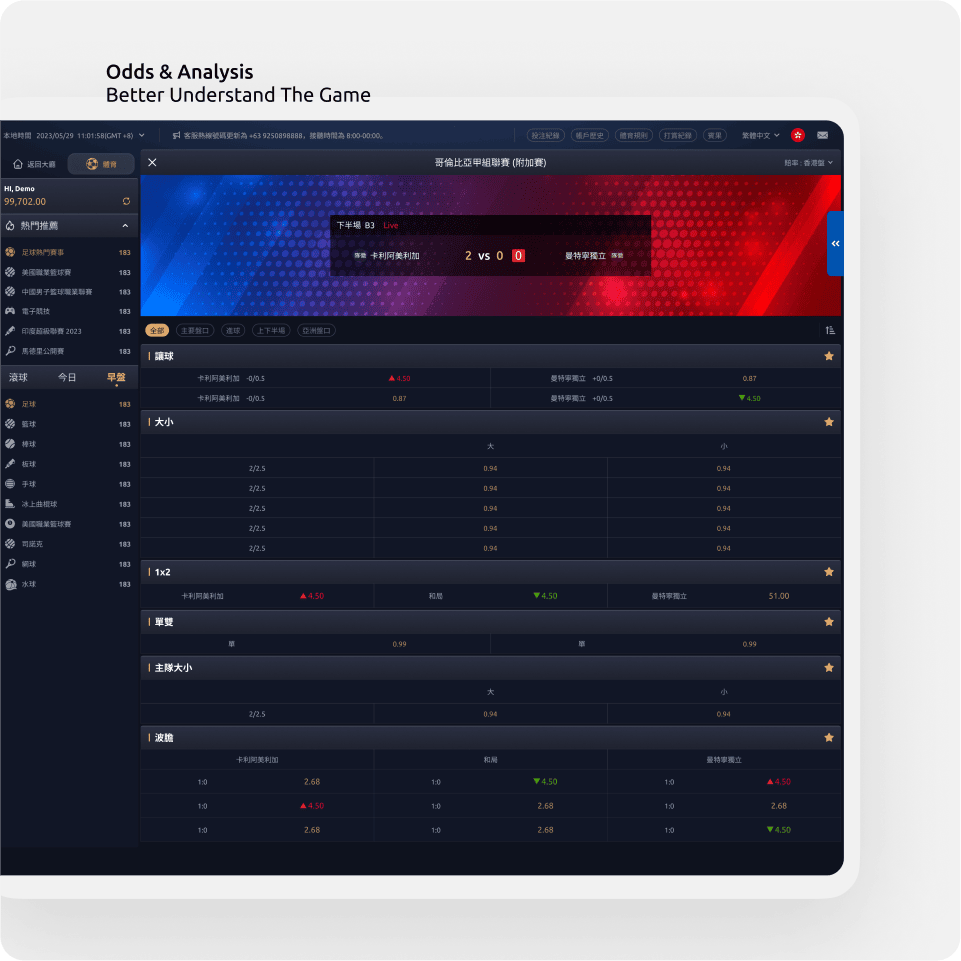 Odds & Analysis
Better Understand The Game
本地時間 2023/05/29 11:01:58(GMT+8)
客服熱線號碼更新為 +63 9250898888，接聽時間為 8:00-00:00。
投注紀錄 帳戶歷史 體育規則 打賞紀錄 賽果 繁體中文
返回大廳 體育
哥倫比亞甲組聯賽 (附加賽)
賠率 : 香港盤
HI, Demo
99,702.00
熱門推薦
足球熱門賽事 183
美國職業籃球賽 183
中國男子籃球職業聯賽 183
電子競技 183
印度超級聯賽 2023 183
馬德里公開賽 183
滾球 今日 早盤
足球 183
籃球 183
棒球 183
板球 183
手球 183
冰上曲棍球 183
美國職業籃球賽 183
司諾克 183
網球 183
水球 183
下半場 B3 Live
隊徽 卡利阿美利加 2 vs 0 0 曼特寧獨立 隊徽
全部 主要盤口 進球 上下半場 亞洲盤口
讓球
卡利阿美利加 -0/0.5 4.50 曼特寧獨立 +0/0.5 0.87
卡利阿美利加 -0/0.5 0.87 曼特寧獨立 +0/0.5 4.50
大小
大 小
2/2.5 0.94 0.94
2/2.5 0.94 0.94
2/2.5 0.94 0.94
2/2.5 0.94 0.94
2/2.5 0.94 0.94
1x2
卡利阿美利加 4.50 和局 4.50 曼特寧獨立 51.00
單雙
單 0.99 單 0.99
主隊大小
大 小
2/2.5 0.94 0.94
波膽
卡利阿美利加 和局 曼特寧獨立
1:0 2.68 1:0 4.50 1:0 4.50
1:0 4.50 1:0 2.68 1:0 2.68
1:0 2.68 1:0 2.68 1:0 4.50